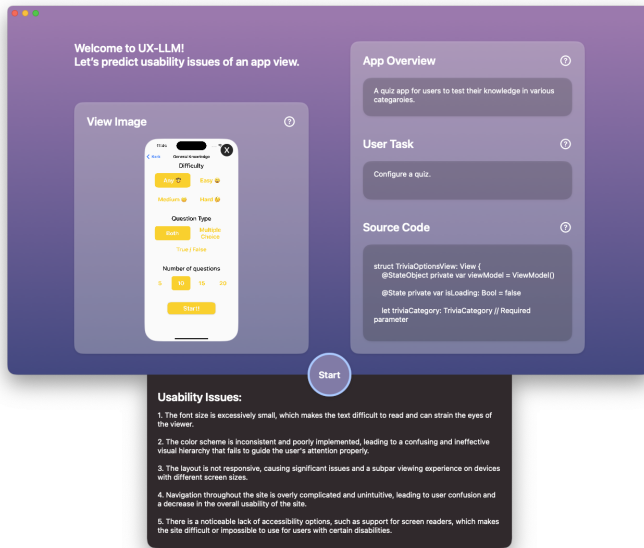 Welcome to UX-LLM!
Let's predict usability issues of an app view.
View Image
?
11:44
X
Back
General Knowledge
Difficulty
Any
Easy
Medium
Hard
Question Type
Both
Multiple
Choice
True / False
Number of questions
5 10 15 20
Start!
App Overview
?
A quiz app for users to test their knowledge in various
categaroies.
User Task
?
Configure a quiz.
Source Code
?
struct TriviaOptionsView: View {
@StateObject private var viewModel = ViewModel()
@State private var isLoading: Bool = false
let triviaCategory: TriviaCategory // Required
parameter
Start
Usability Issues:
1. The font size is excessively small, which makes the text difficult to read and can strain the eyes of
the viewer.
2. The color scheme is inconsistent and poorly implemented, leading to a confusing and ineffective
visual hierarchy that fails to guide the user's attention properly.
3. The layout is not responsive, causing significant issues and a subpar viewing experience on devices
with different screen sizes.
4. Navigation throughout the site is overly complicated and unintuitive, leading to user confusion and
a decrease in the overall usability of the site.
5. There is a noticeable lack of accessibility options, such as support for screen readers, which makes
the site difficult or impossible to use for users with certain disabilities.